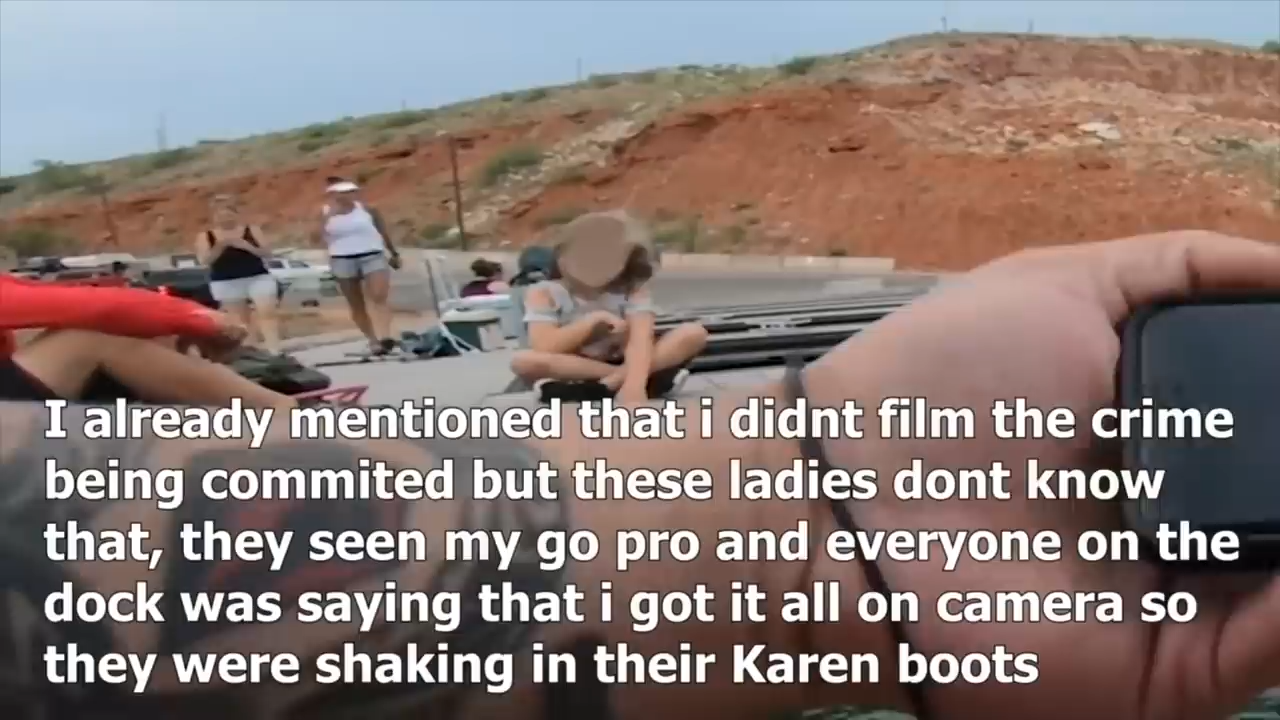 I already mentioned that i didnt film the crime
being commited but these ladies dont know
that, they seen my go pro and everyone on the
dock was saying that i got it all on camera so
they were shaking in their Karen boots